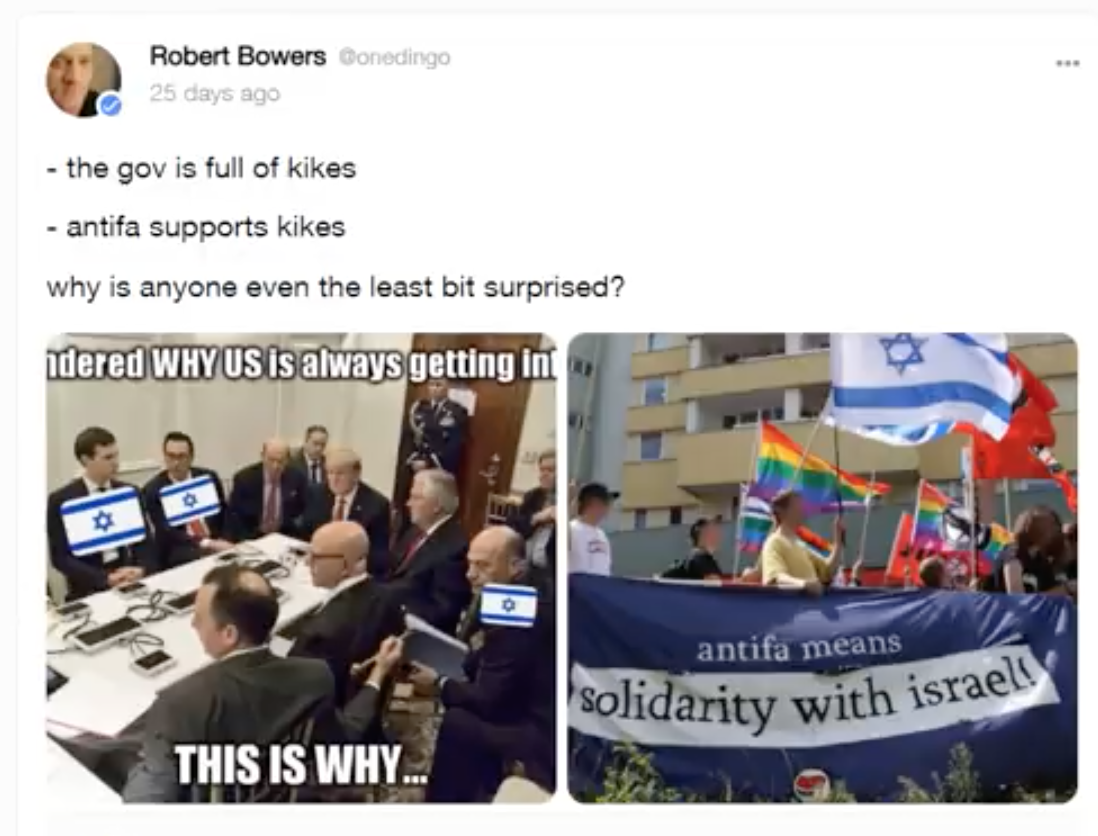 Robert Bowers @onedingo
25 days ago
- the gov is full of kikes
- antifa supports kikes
why is anyone even the least bit surprised?
ndered WHY US is always getting int
THIS IS WHY...
antifa means
solidarity with israel!